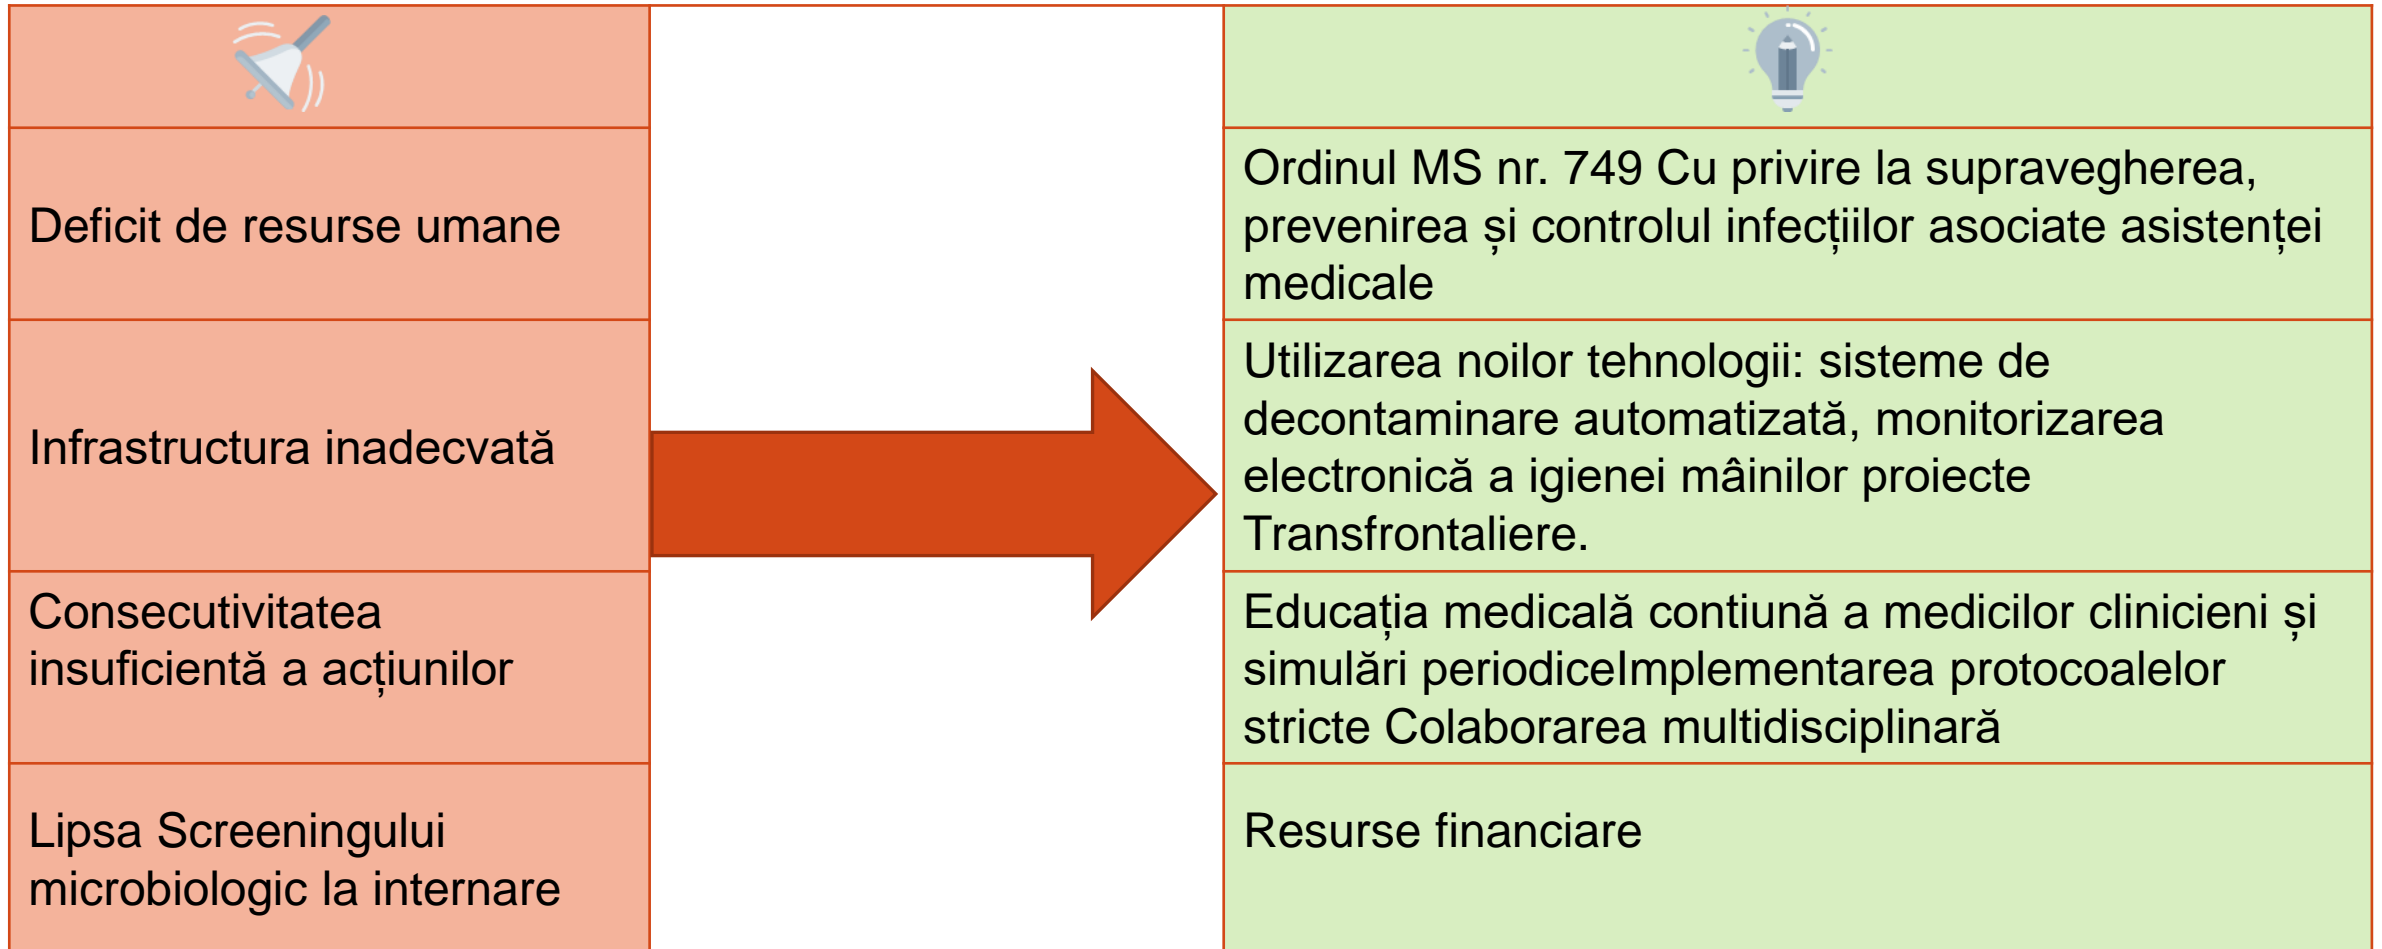 Deficit de resurse umane
Ordinul MS nr. 749 Cu privire la supravegherea,
prevenirea și controlul infecțiilor asociate asistenței
medicale
Infrastructura inadecvată
Utilizarea noilor tehnologii: sisteme de
decontaminare automatizată, monitorizarea
electronică a igienei mâinilor proiecte
Transfrontaliere.
Consecutivitatea
insuficientă a acțiunilor
Educația medicală contiună a medicilor clinicieni și
simulări periodiceImplementarea protocoalelor
stricte Colaborarea multidisciplinară
Lipsa Screeningului
microbiologic la internare
Resurse financiare